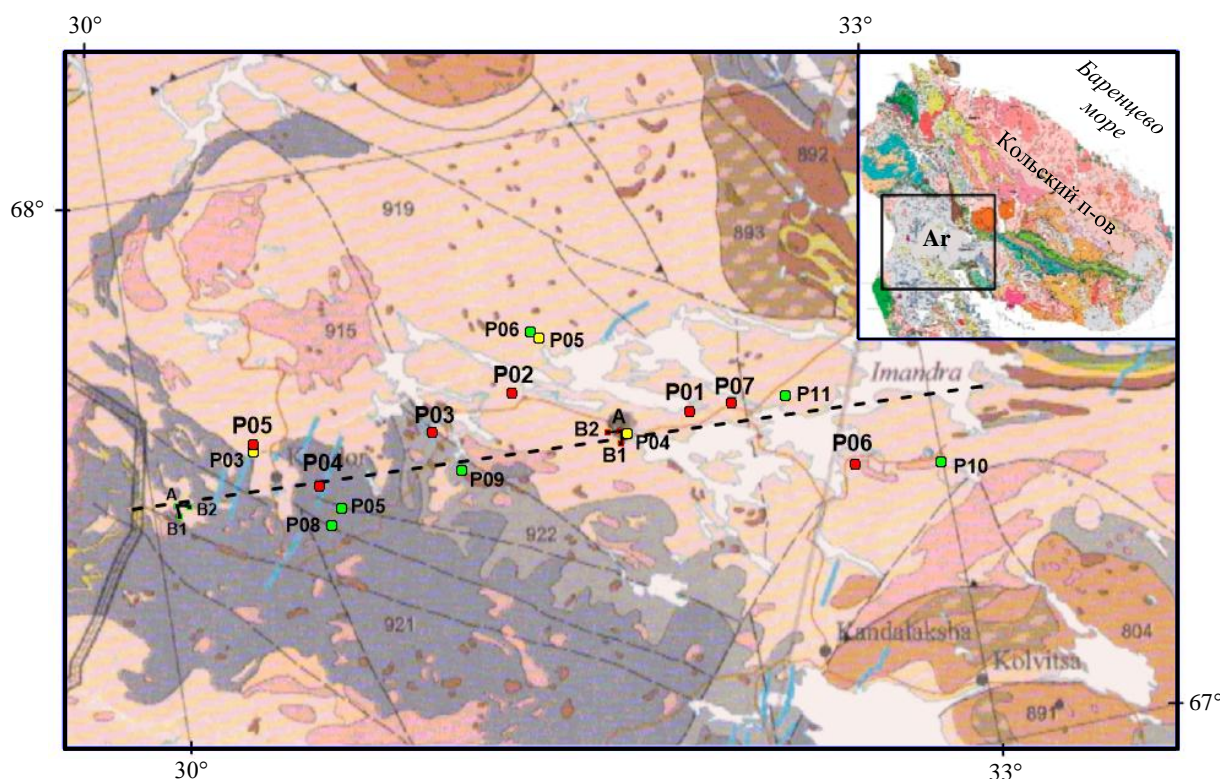 30°
33°
Баренцево
море
Кольский п-ов
Ar
892
68°
919
893
915
P06
P05
Imandra
P02
P01
P07
P11
P03
A
B2
P04
B1
P05
P03
P04
P06
P10
P09
A
B2
B1
P05
P08
922
921
Kandalaksha
804
Kolvitsa
891
67°
30°
33°